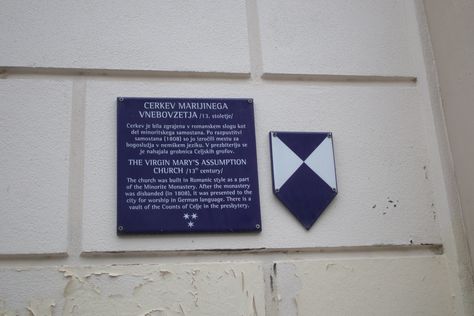 CERKEV MARIJINEGA
VNEBOVZETJA /13. stoletje/
Cerkev je bila zgrajena v romanskem slogu kot
del minoritskega samostana. Po razpustitvi
samostana (1808) so jo izročili mestu za
bogoslužja v nemškem jeziku. V prezbiteriju se
je nahajala grobnica Celjskih grofov.
THE VIRGIN MARY'S ASSUMPTION
CHURCH /13th century/
The church was built in Rumanic style as a part
of the Minorite Monastery. After the monastery
was disbanded (in 1808), it was presented to the
city for worship in German language. There is a
vault of the Counts of Celje in the presbytery.